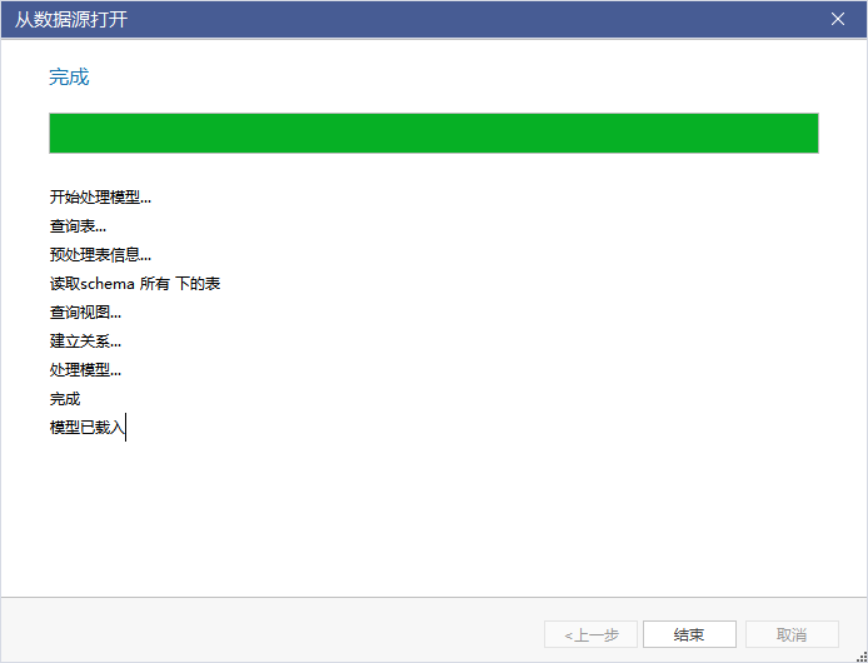 从数据源打开
完成
开始处理模型...
查询表...
预处理表信息...
读取schema 所有 下的表
查询视图...
建立关系...
处理模型...
完成
模型已载入
<上一步 结束 取消